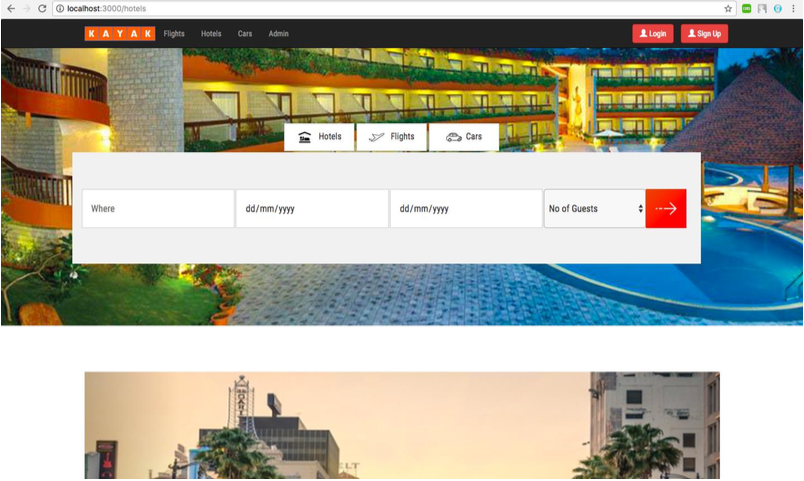 localhost:3000/hotels
KAYAK Flights Hotels Cars Admin Login Sign Up
Hotels Flights Cars
Where dd/mm/yyyy dd/mm/yyyy No of Guests